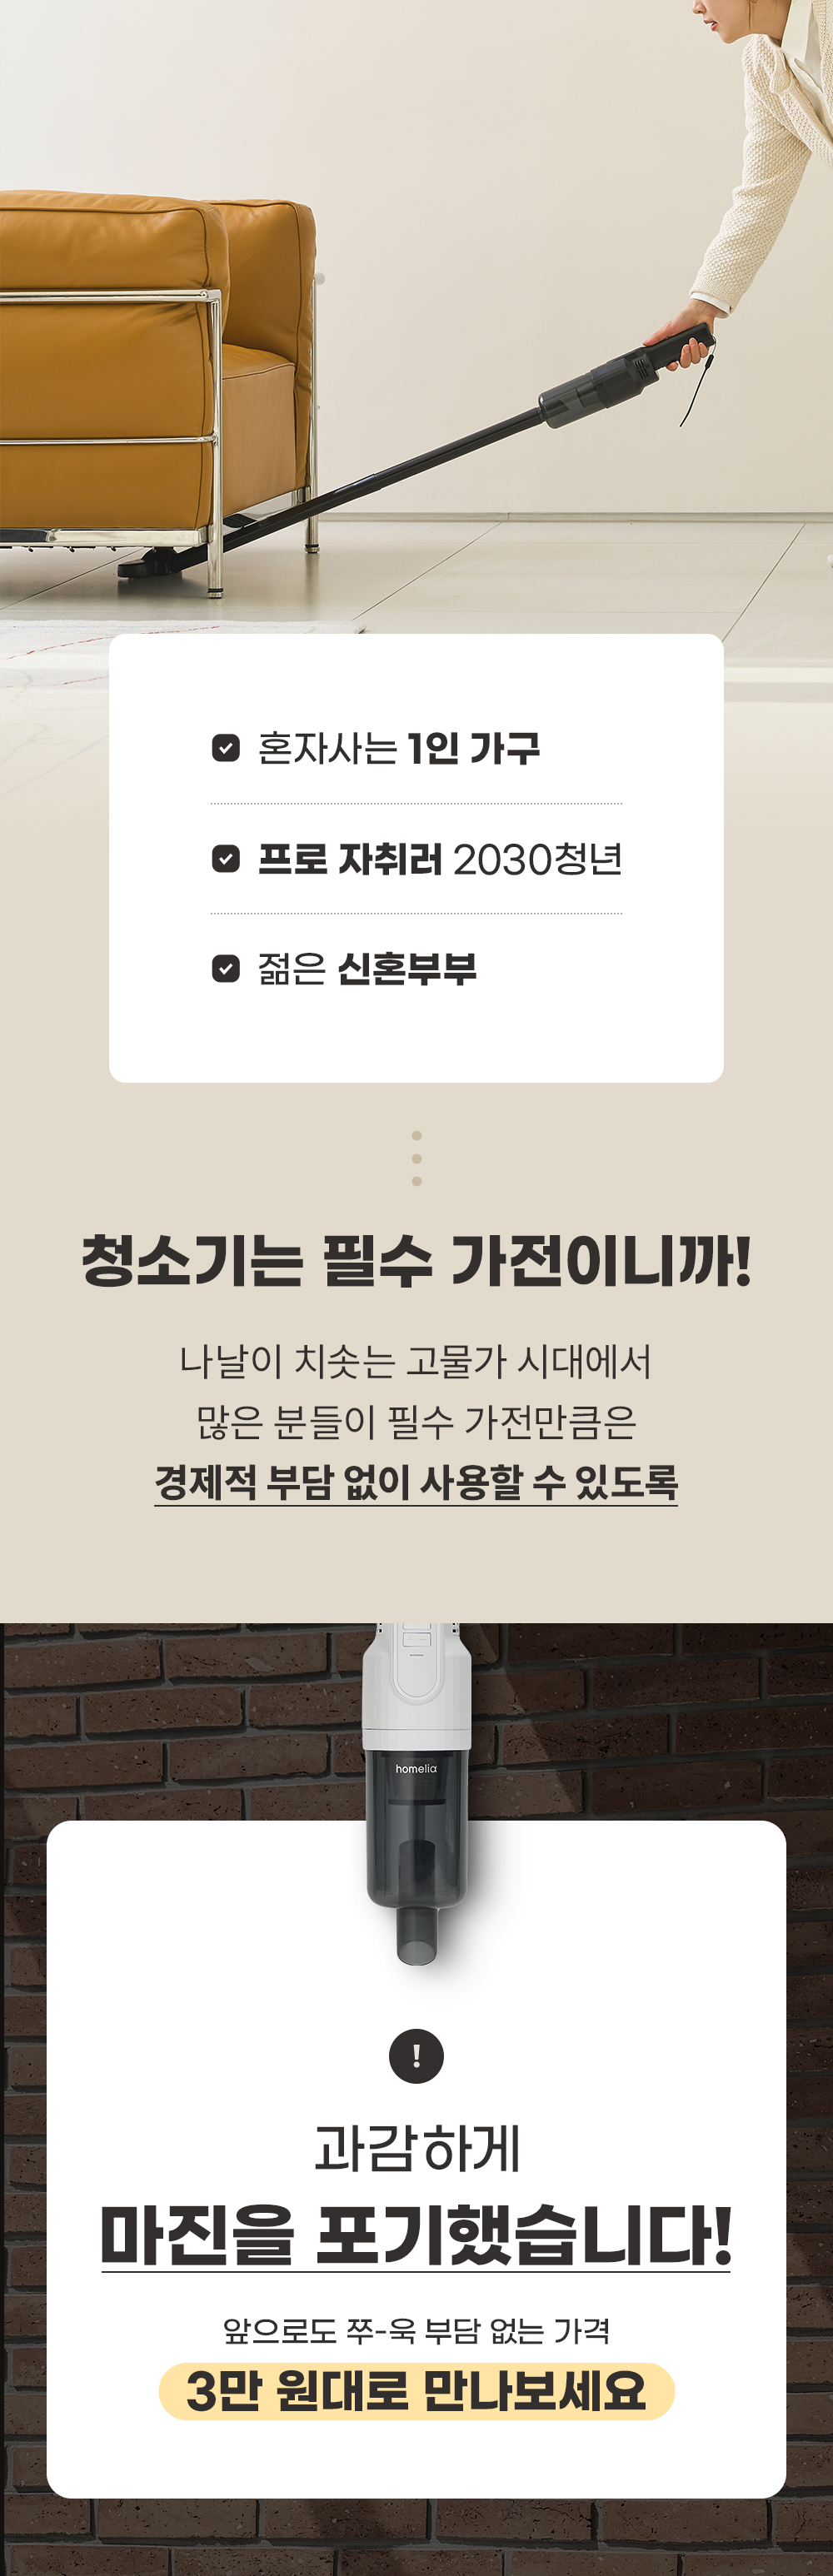 혼자사는 1인 가구
프로 자취러 2030청년
젊은 신혼부부
청소기는 필수 가전이니까!
나날이 치솟는 고물가 시대에서
많은 분들이 필수 가전만큼은
경제적 부담 없이 사용할 수 있도록
homelia
!
과감하게
마진을 포기했습니다!
앞으로도 쭈-욱 부담 없는 가격
3만 원대로 만나보세요